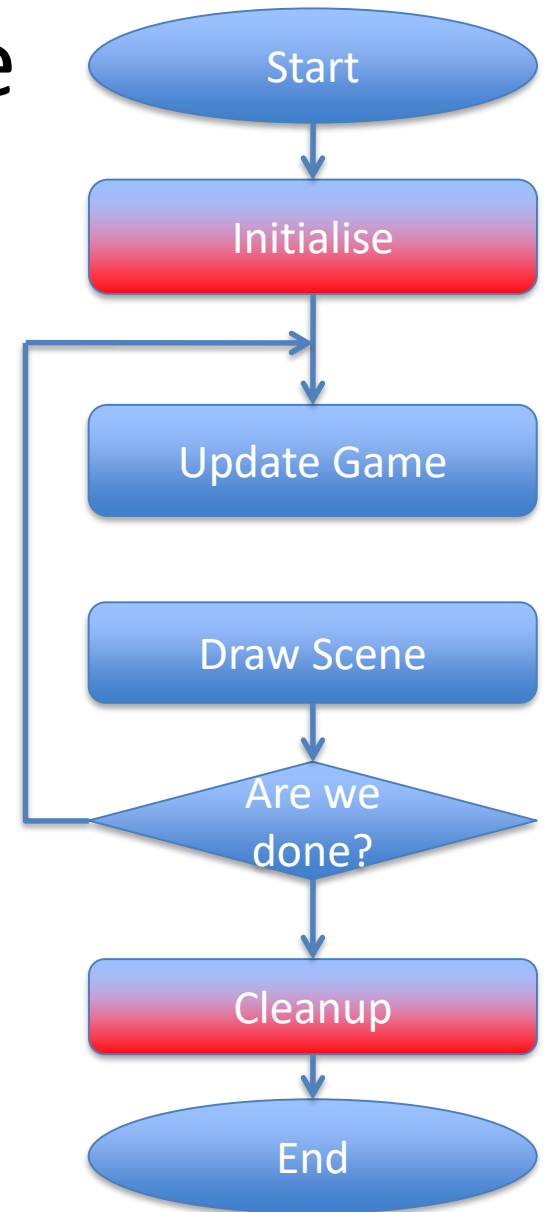 e
Start
Initialise
Update Game
Draw Scene
Are we
done?
Cleanup
End